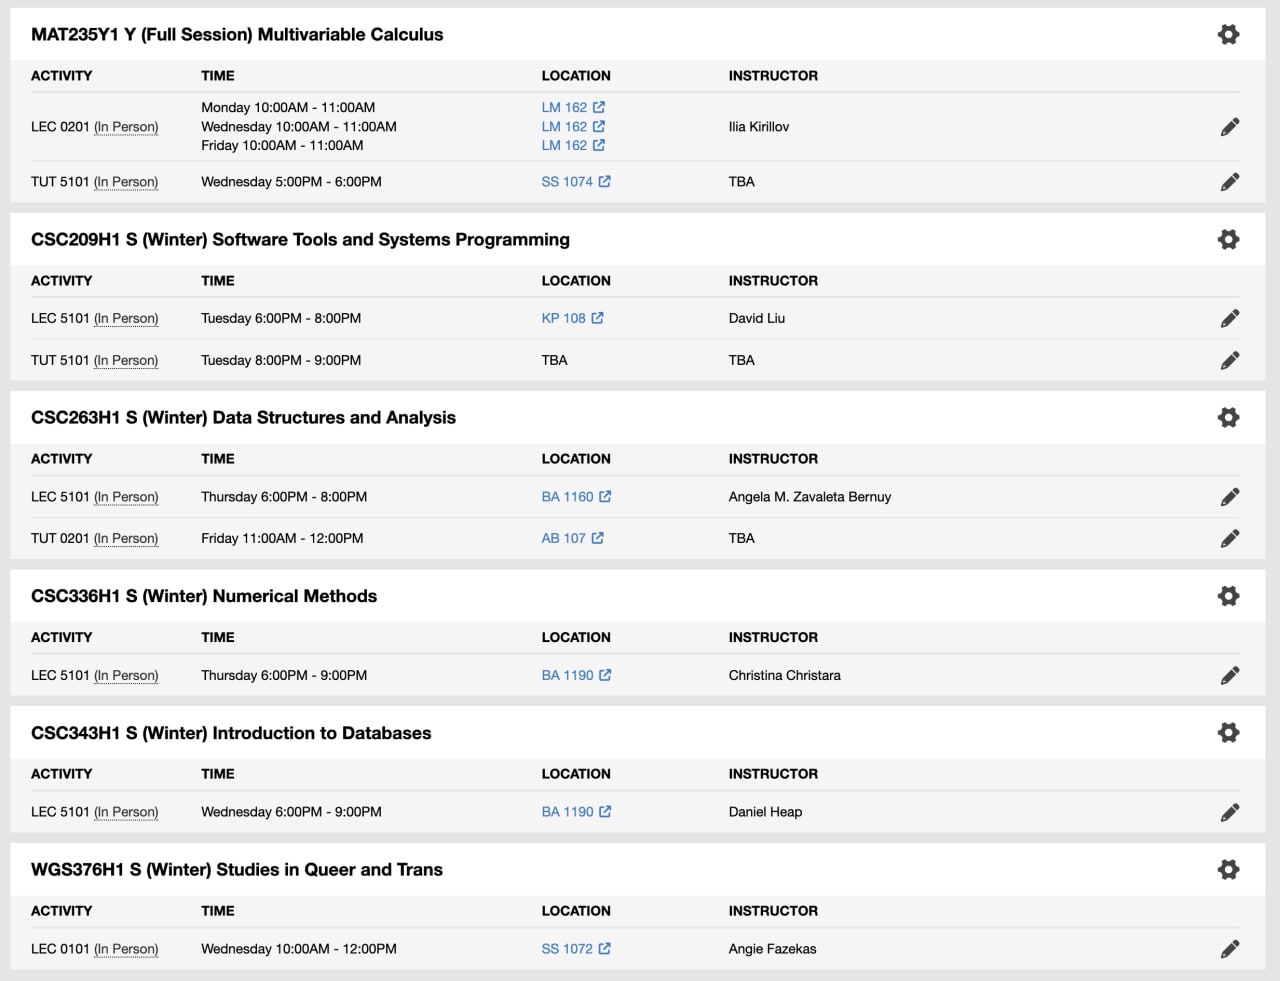 MAT235Y1 Y (Full Session) Multivariable Calculus
ACTIVITY TIME LOCATION INSTRUCTOR
Monday 10:00AM - 11:00AM LM 162
LEC 0201 (In Person) Wednesday 10:00AM - 11:00AM LM 162 Ilia Kirillov
Friday 10:00AM - 11:00AM LM 162
TUT 5101 (In Person) Wednesday 5:00PM - 6:00PM SS 1074 TBA
CSC209H1 S (Winter) Software Tools and Systems Programming
ACTIVITY TIME LOCATION INSTRUCTOR
LEC 5101 (In Person) Tuesday 6:00PM - 8:00PM KP 108 David Liu
TUT 5101 (In Person) Tuesday 8:00PM - 9:00PM TBA TBA
CSC263H1 S (Winter) Data Structures and Analysis
ACTIVITY TIME LOCATION INSTRUCTOR
LEC 5101 (In Person) Thursday 6:00PM - 8:00PM BA 1160 Angela M. Zavaleta Bernuy
TUT 0201 (In Person) Friday 11:00AM - 12:00PM AB 107 TBA
CSC336H1 S (Winter) Numerical Methods
ACTIVITY TIME LOCATION INSTRUCTOR
LEC 5101 (In Person) Thursday 6:00PM - 9:00PM BA 1190 Christina Christara
CSC343H1 S (Winter) Introduction to Databases
ACTIVITY TIME LOCATION INSTRUCTOR
LEC 5101 (In Person) Wednesday 6:00PM - 9:00PM BA 1190 Daniel Heap
WGS376H1 S (Winter) Studies in Queer and Trans
ACTIVITY TIME LOCATION INSTRUCTOR
LEC 0101 (In Person) Wednesday 10:00AM - 12:00PM SS 1072 Angie Fazekas